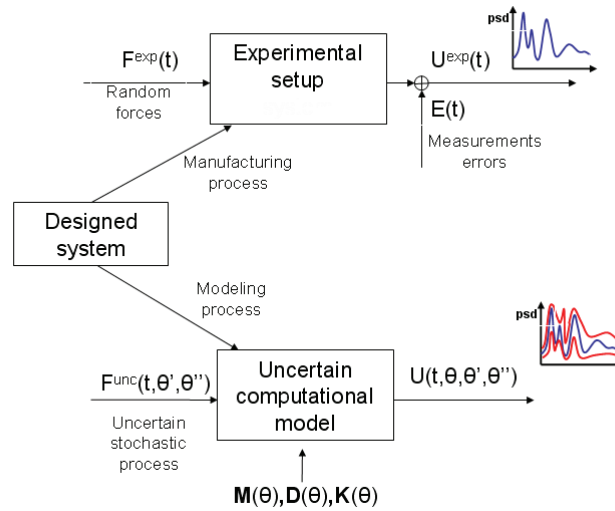 psd
F^exp(t)
Experimental
setup
U^exp(t)
Random
forces
E(t)
Measurements
errors
Manufacturing
process
Designed
system
Modeling
process
psd
F^unc(t,θ’,θ’’)
Uncertain
computational
model
U(t,θ,θ’,θ’’)
Uncertain
stochastic
process
M(θ),D(θ),K(θ)